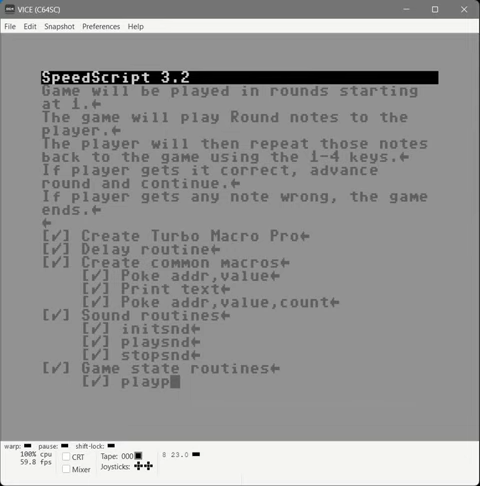 VICE (C64SC)
File Edit Snapshot Preferences Help
SpeedScript 3.2
Game will be played in rounds starting
at 1.←
The game will play Round notes to the
player.←
The player will then repeat those notes
back to the game using the 1-4 keys.←
If player gets it correct, advance
round and continue.←
If player gets any note wrong, the game
ends.←
←
[✓] Create Turbo Macro Pro←
[✓] Delay routine←
[✓] Create common macros←
[✓] Poke addr,value←
[✓] Print text←
[✓] Poke addr,value,count←
[✓] Sound routines←
[✓] initsnd←
[✓] playsnd←
[✓] stopsnd←
[✓] Game state routines←
[✓] playp
warp: pause: shift-lock:
100% cpu CRT Tape: 000 8 23.0
59.8 fps Mixer Joysticks: